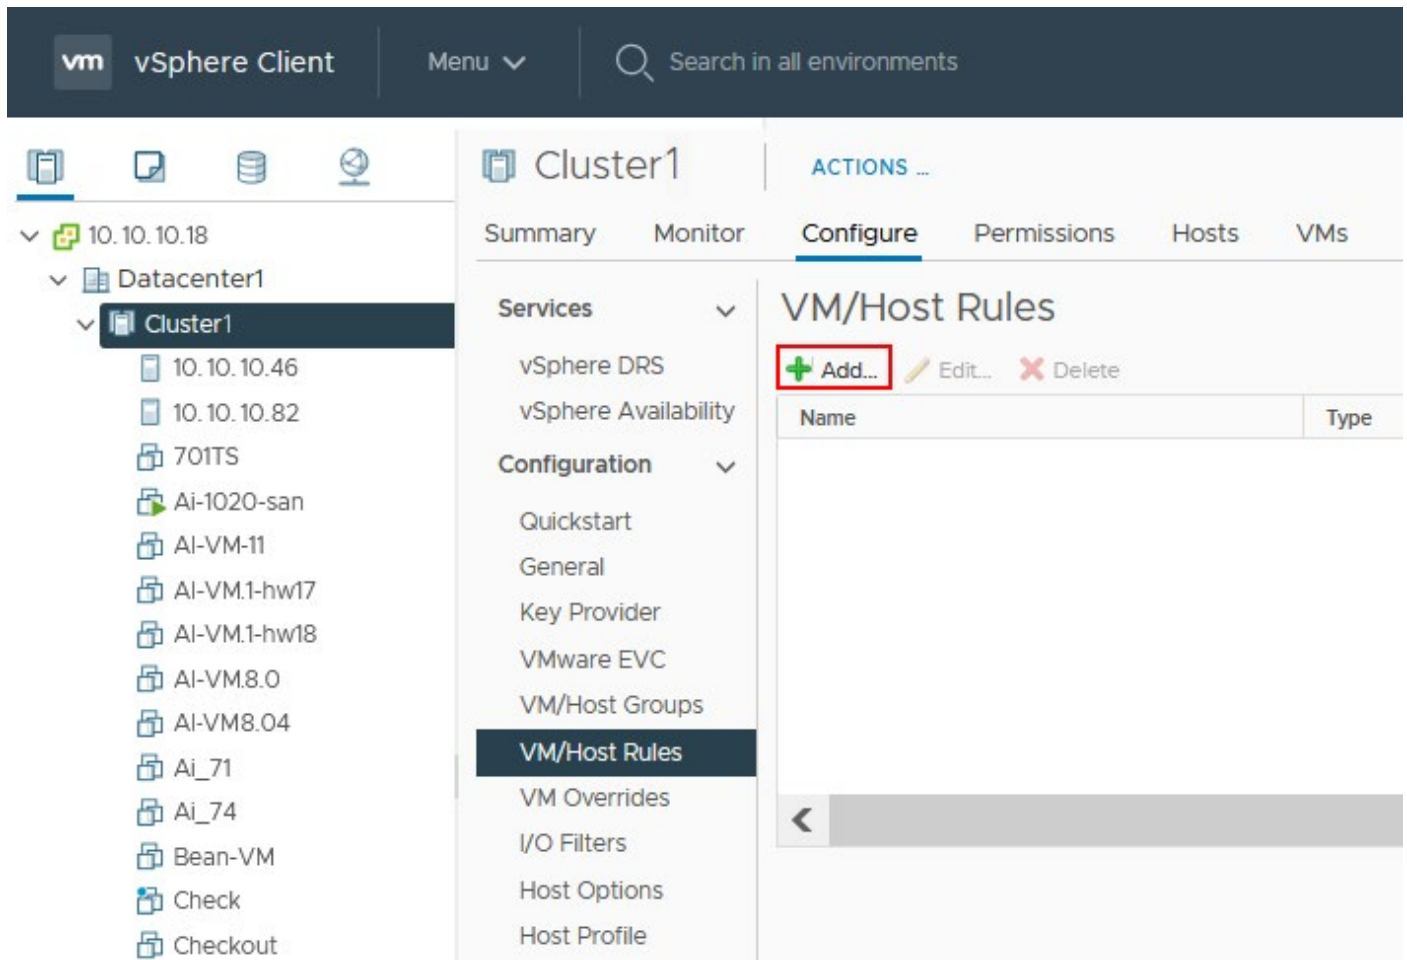 vm vSphere Client Menu Search in all environments
Cluster1 ACTIONS ...
Summary Monitor Configure Permissions Hosts VMs
10.10.10.18
Datacenter1
Cluster1
10.10.10.46
10.10.10.82
701TS
Ai-1020-san
AI-VM-11
AI-VM.1-hw17
AI-VM.1-hw18
AI-VM.8.0
AI-VM8.04
Ai_71
Ai_74
Bean-VM
Check
Checkout
Services
vSphere DRS
vSphere Availability
Configuration
Quickstart
General
Key Provider
VMware EVC
VM/Host Groups
VM/Host Rules
VM Overrides
I/O Filters
Host Options
Host Profile
VM/Host Rules
Add... Edit... Delete
Name Type